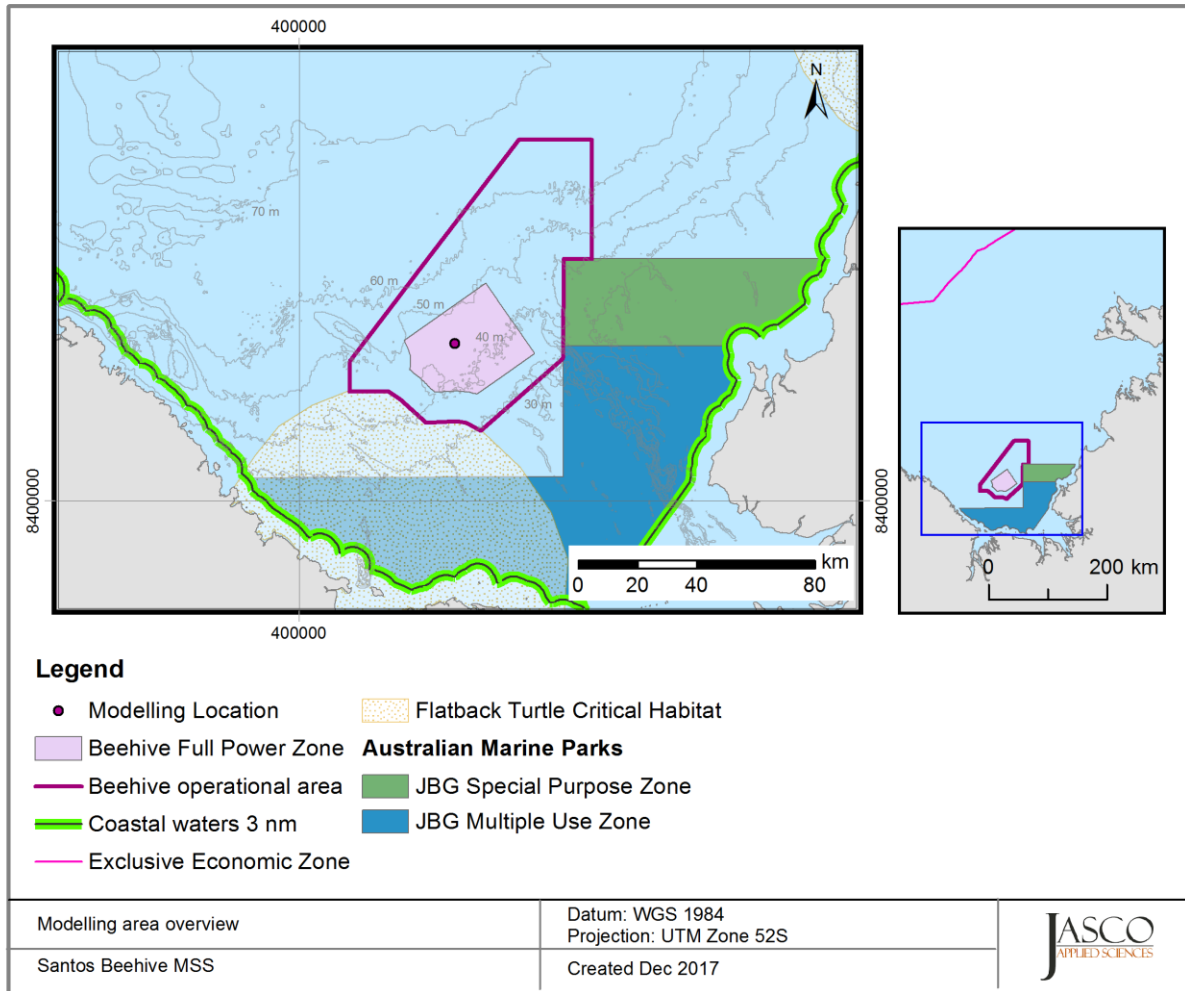 400000
N
70 m
70
60 m
50 m
40 m
30 m
8400000
8400000
km
0 20 40 80
400000
0 200 km
Legend
Modelling Location
Flatback Turtle Critical Habitat
Beehive Full Power Zone
Australian Marine Parks
Beehive operational area
JBG Special Purpose Zone
Coastal waters 3 nm
JBG Multiple Use Zone
Exclusive Economic Zone
Modelling area overview
Datum: WGS 1984
Projection: UTM Zone 52S
Santos Beehive MSS
Created Dec 2017
JASCO
APPLIED SCIENCES